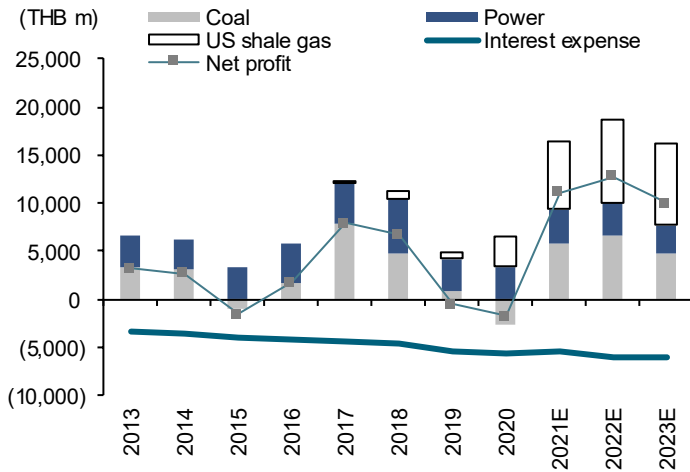 (THB m)
Coal
Power
US shale gas
Interest expense
Net profit
25,000
20,000
15,000
10,000
5,000
0
(5,000)
(10,000)
2013
2014
2015
2016
2017
2018
2019
2020
2021E
2022E
2023E